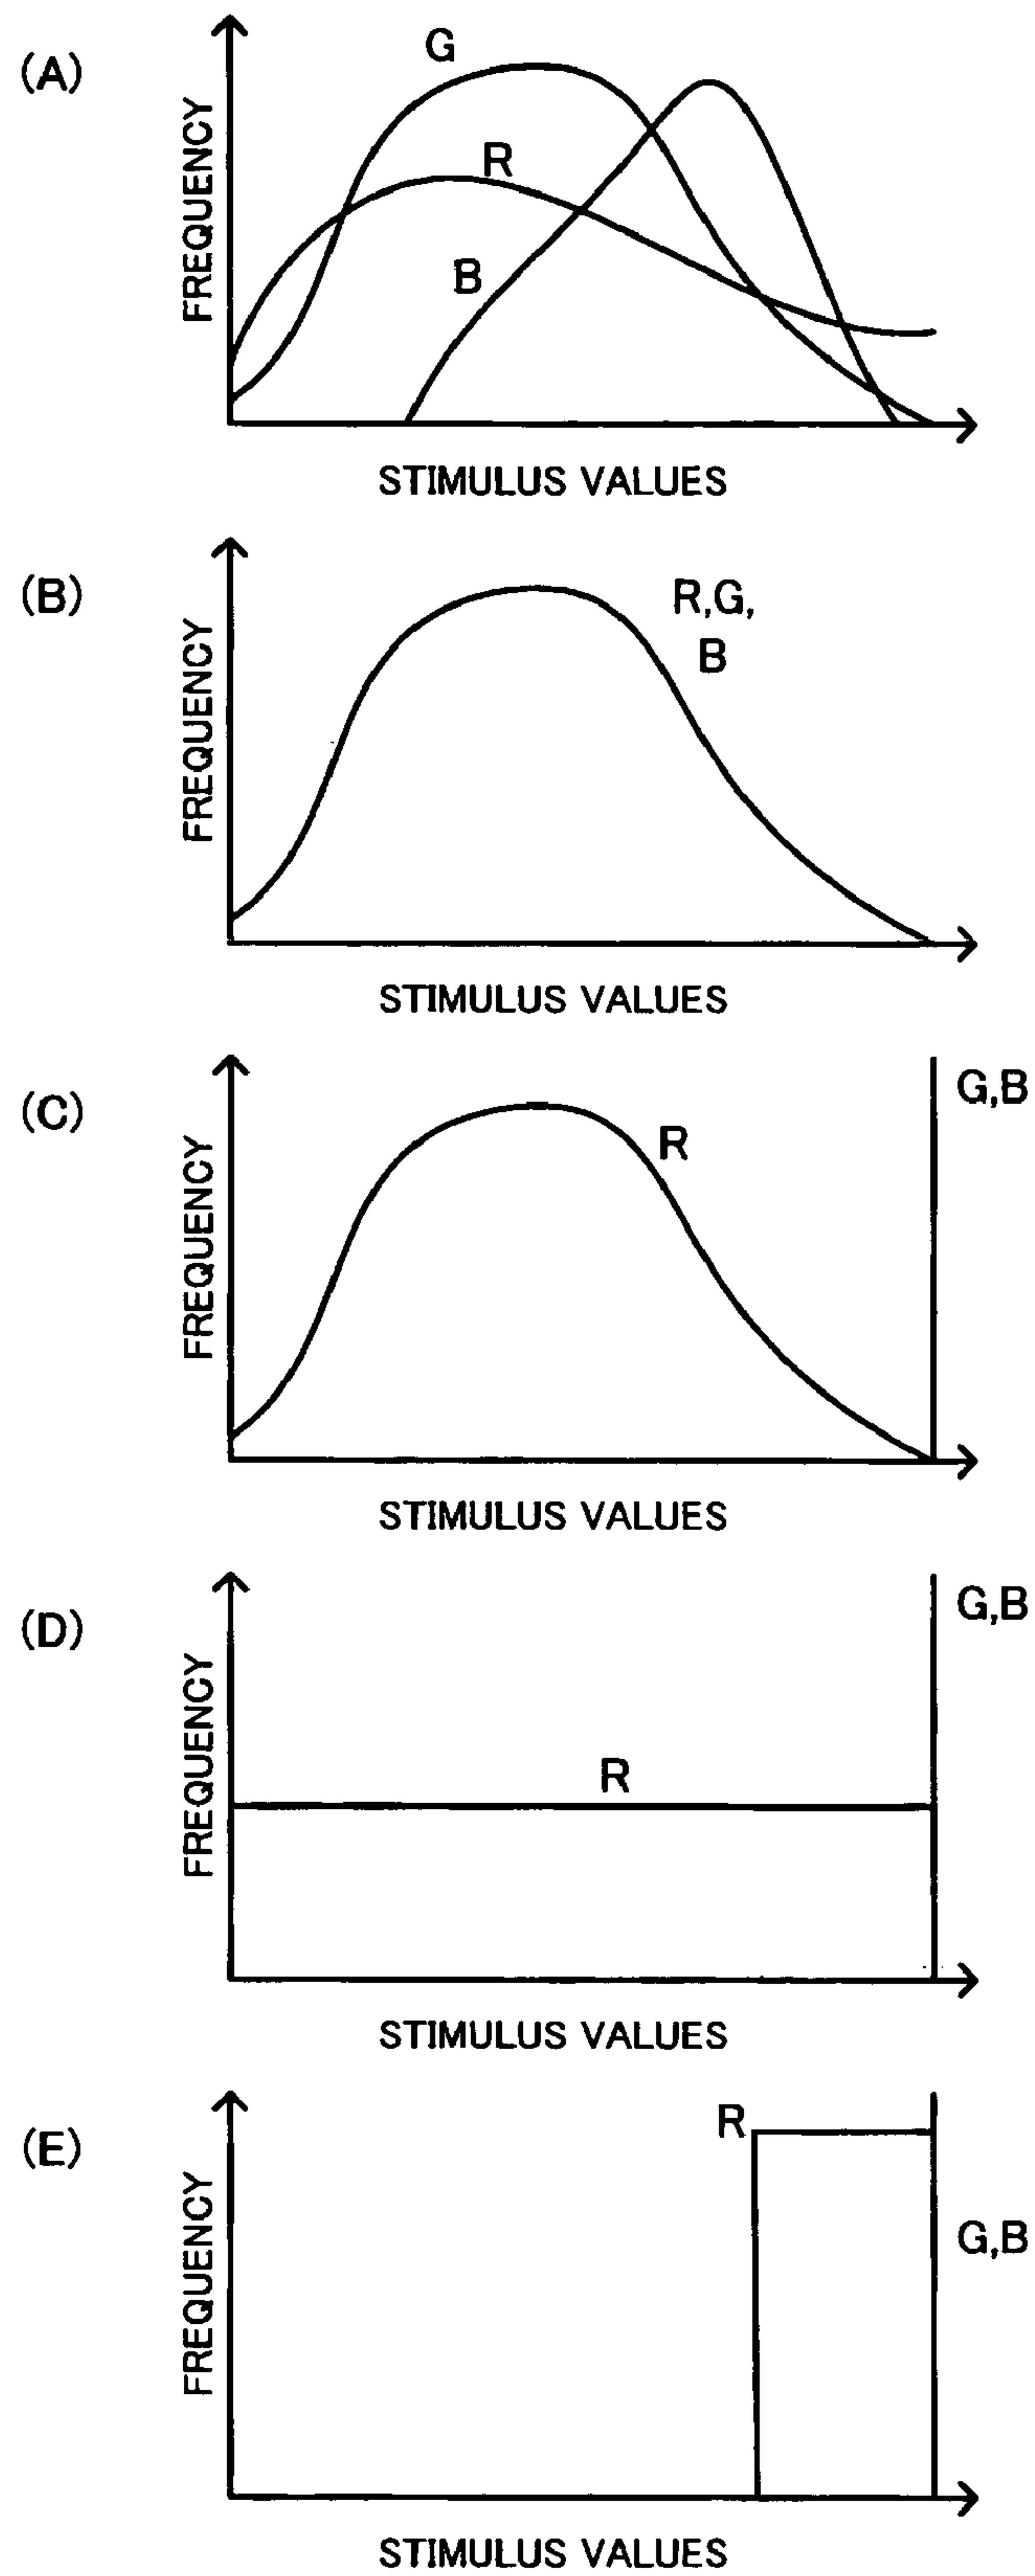 (A)
FREQUENCY
G
R
B
STIMULUS VALUES
(B)
FREQUENCY
R,G,
B
STIMULUS VALUES
(C)
FREQUENCY
R
G,B
STIMULUS VALUES
(D)
FREQUENCY
R
G,B
STIMULUS VALUES
(E)
FREQUENCY
R
G,B
STIMULUS VALUES